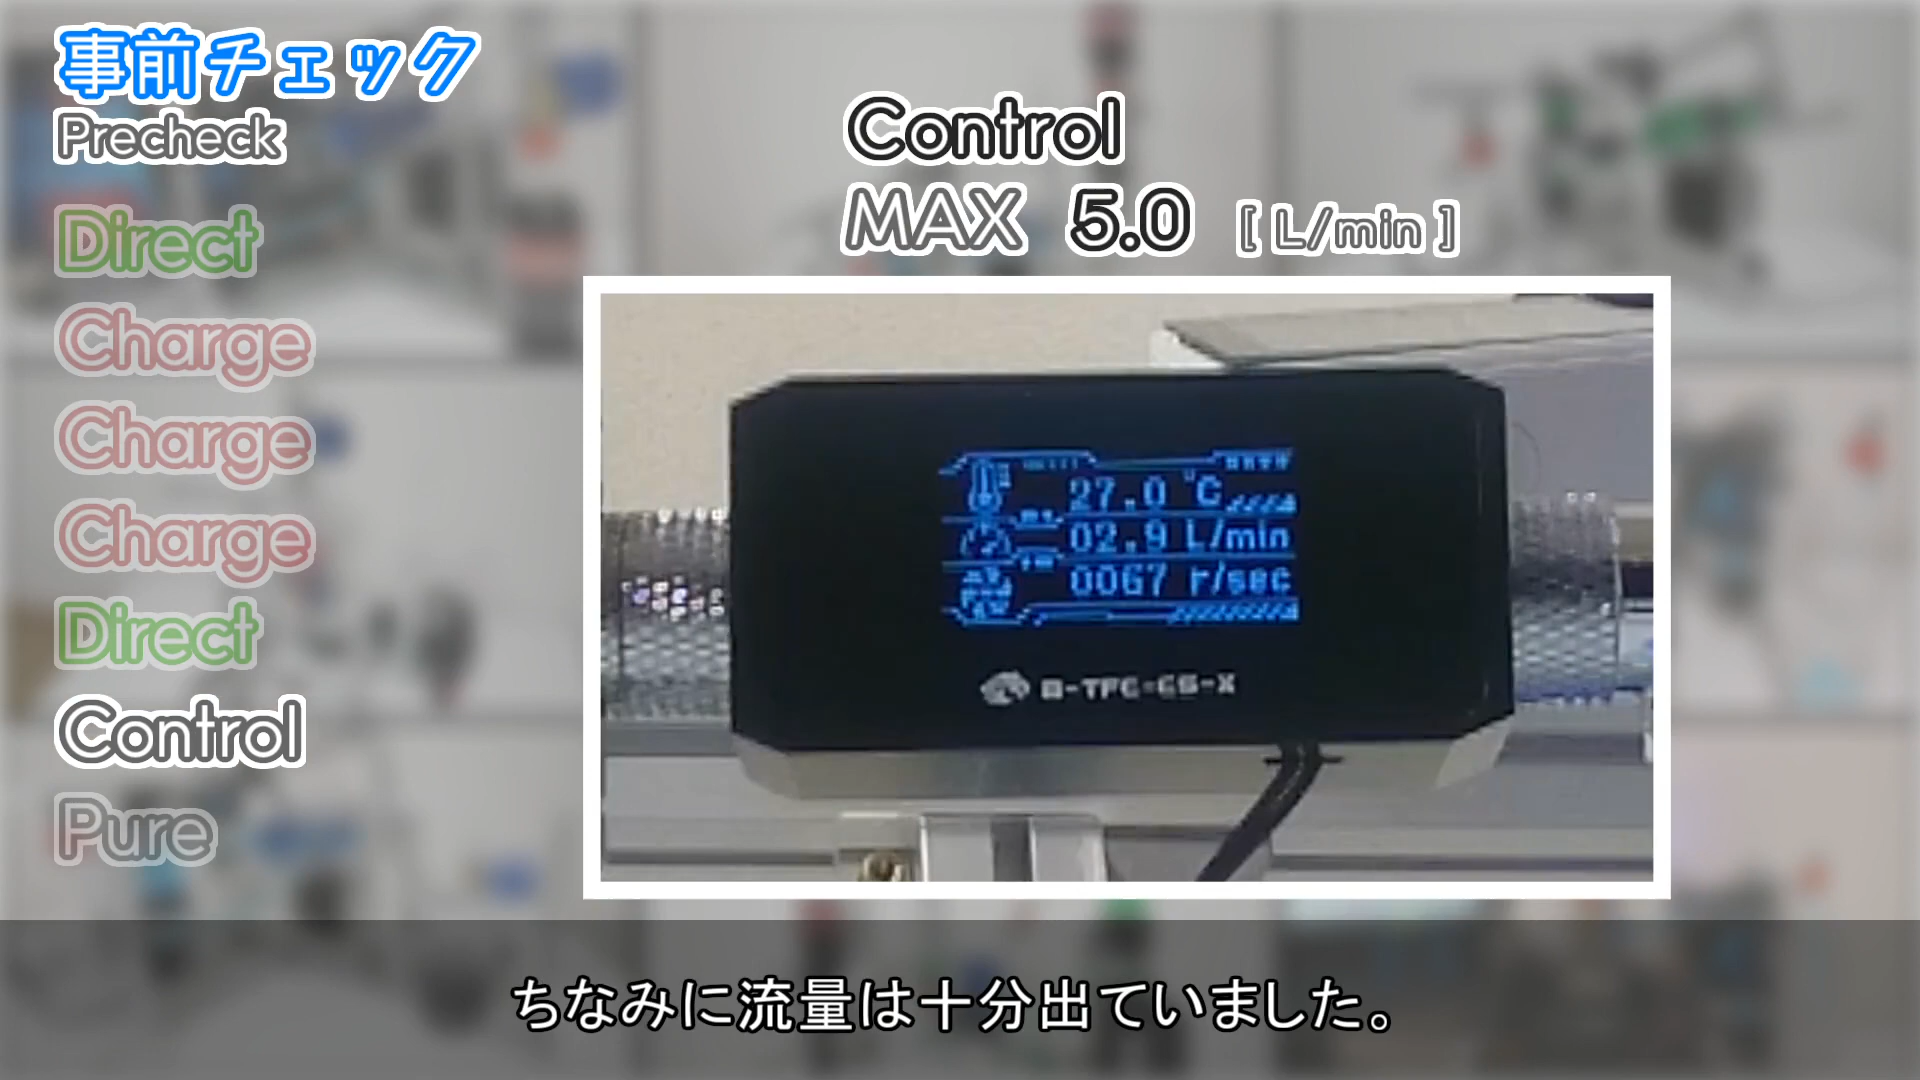 事前チェック
Precheck
Direct
Charge
Charge
Charge
Direct
Control
Pure
Control
MAX 5.0 [ L/min ]
27.0 ℃
02.9 L/min
0067 r/sec
ちなみに流量は十分出ていました。